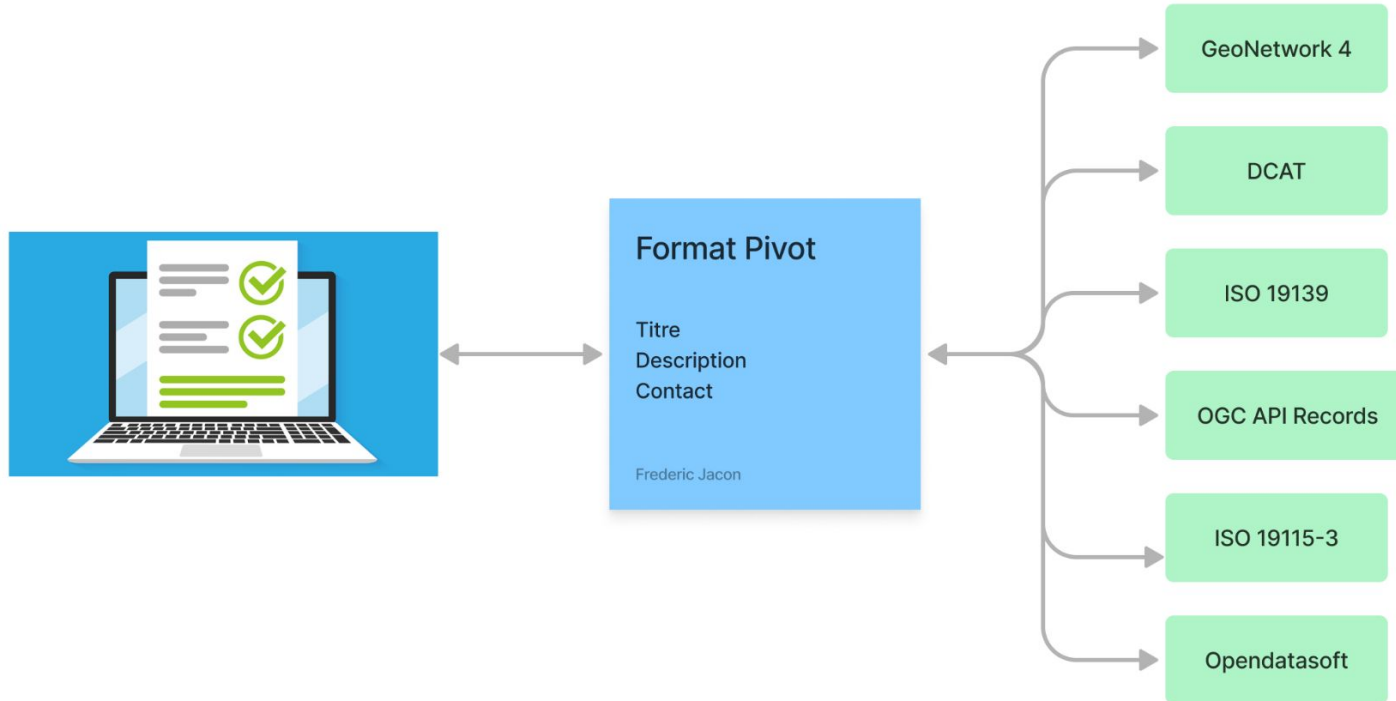 Format Pivot
Titre
Description
Contact
Frederic Jacon
GeoNetwork 4
DCAT
ISO 19139
OGC API Records
ISO 19115-3
Opendatasoft